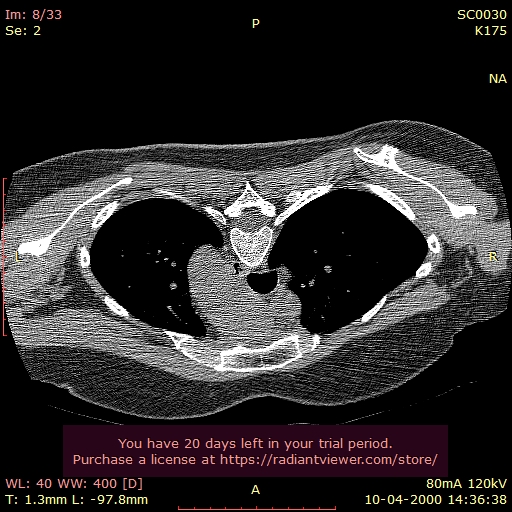 Im: 8/33
Se: 2
P
SC0030
K175
NA
L
R
You have 20 days left in your trial period.
Purchase a license at https://radiantviewer.com/store/
WL: 40 WW: 400 [D]
T: 1.3mm L: -97.8mm
A
80mA 120kV
10-04-2000 14:36:38